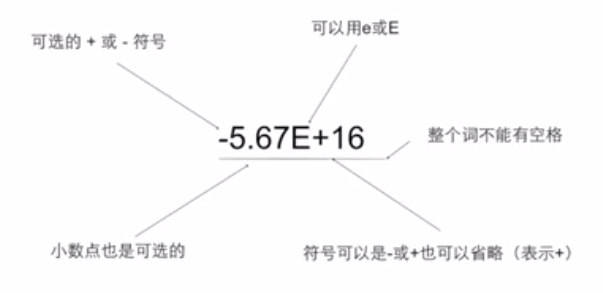 可以用e或E
可选的 + 或 - 符号
-5.67E+16
整个词不能有空格
小数点也是可选的
符号可以是-或+也可以省略（表示+）